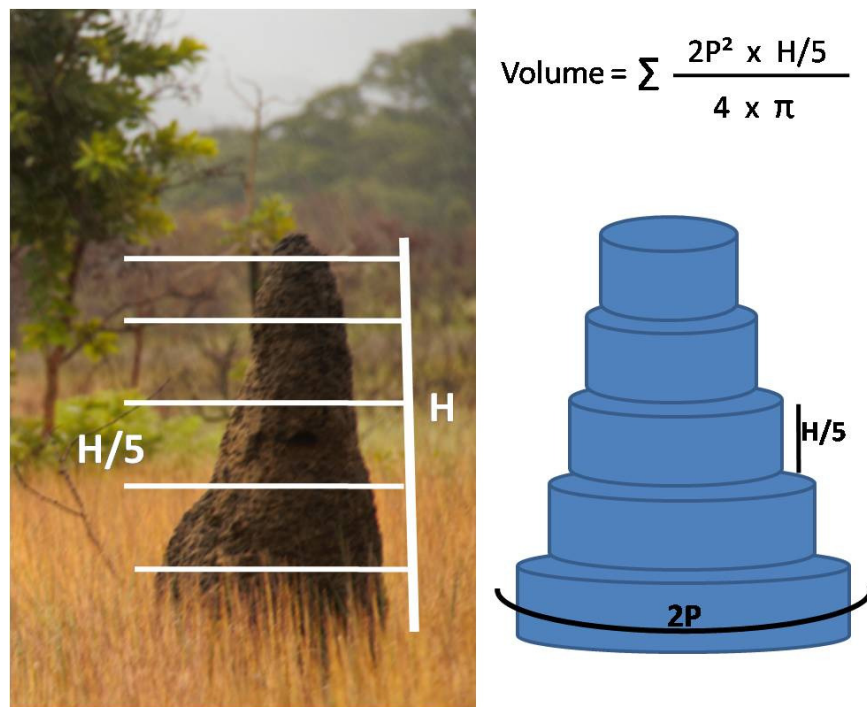 Volume = Σ 2P² x H/5
4 x π
H
H/5
H/5
2P